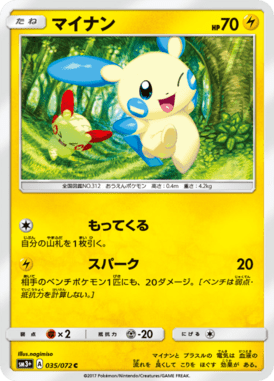 たね マイナン HP70
全国図鑑NO.312 おうえんポケモン 高さ:0.4m 重さ:4.2kg
もってくる
自分の山札を1枚引く。
スパーク 20
相手のベンチポケモン1匹にも、20ダメージ。[ベンチは弱点・
抵抗力を計算しない。]
弱点 ×2 抵抗力 -20 にげる
Illus.nagimiso
SM3+ A 035/072 C
マイナンと プラスルの 電気は 血液の
流れを 良くして こりを ほぐす 効果が ある。
©2017 Pokémon/Nintendo/Creatures/GAME FREAK.